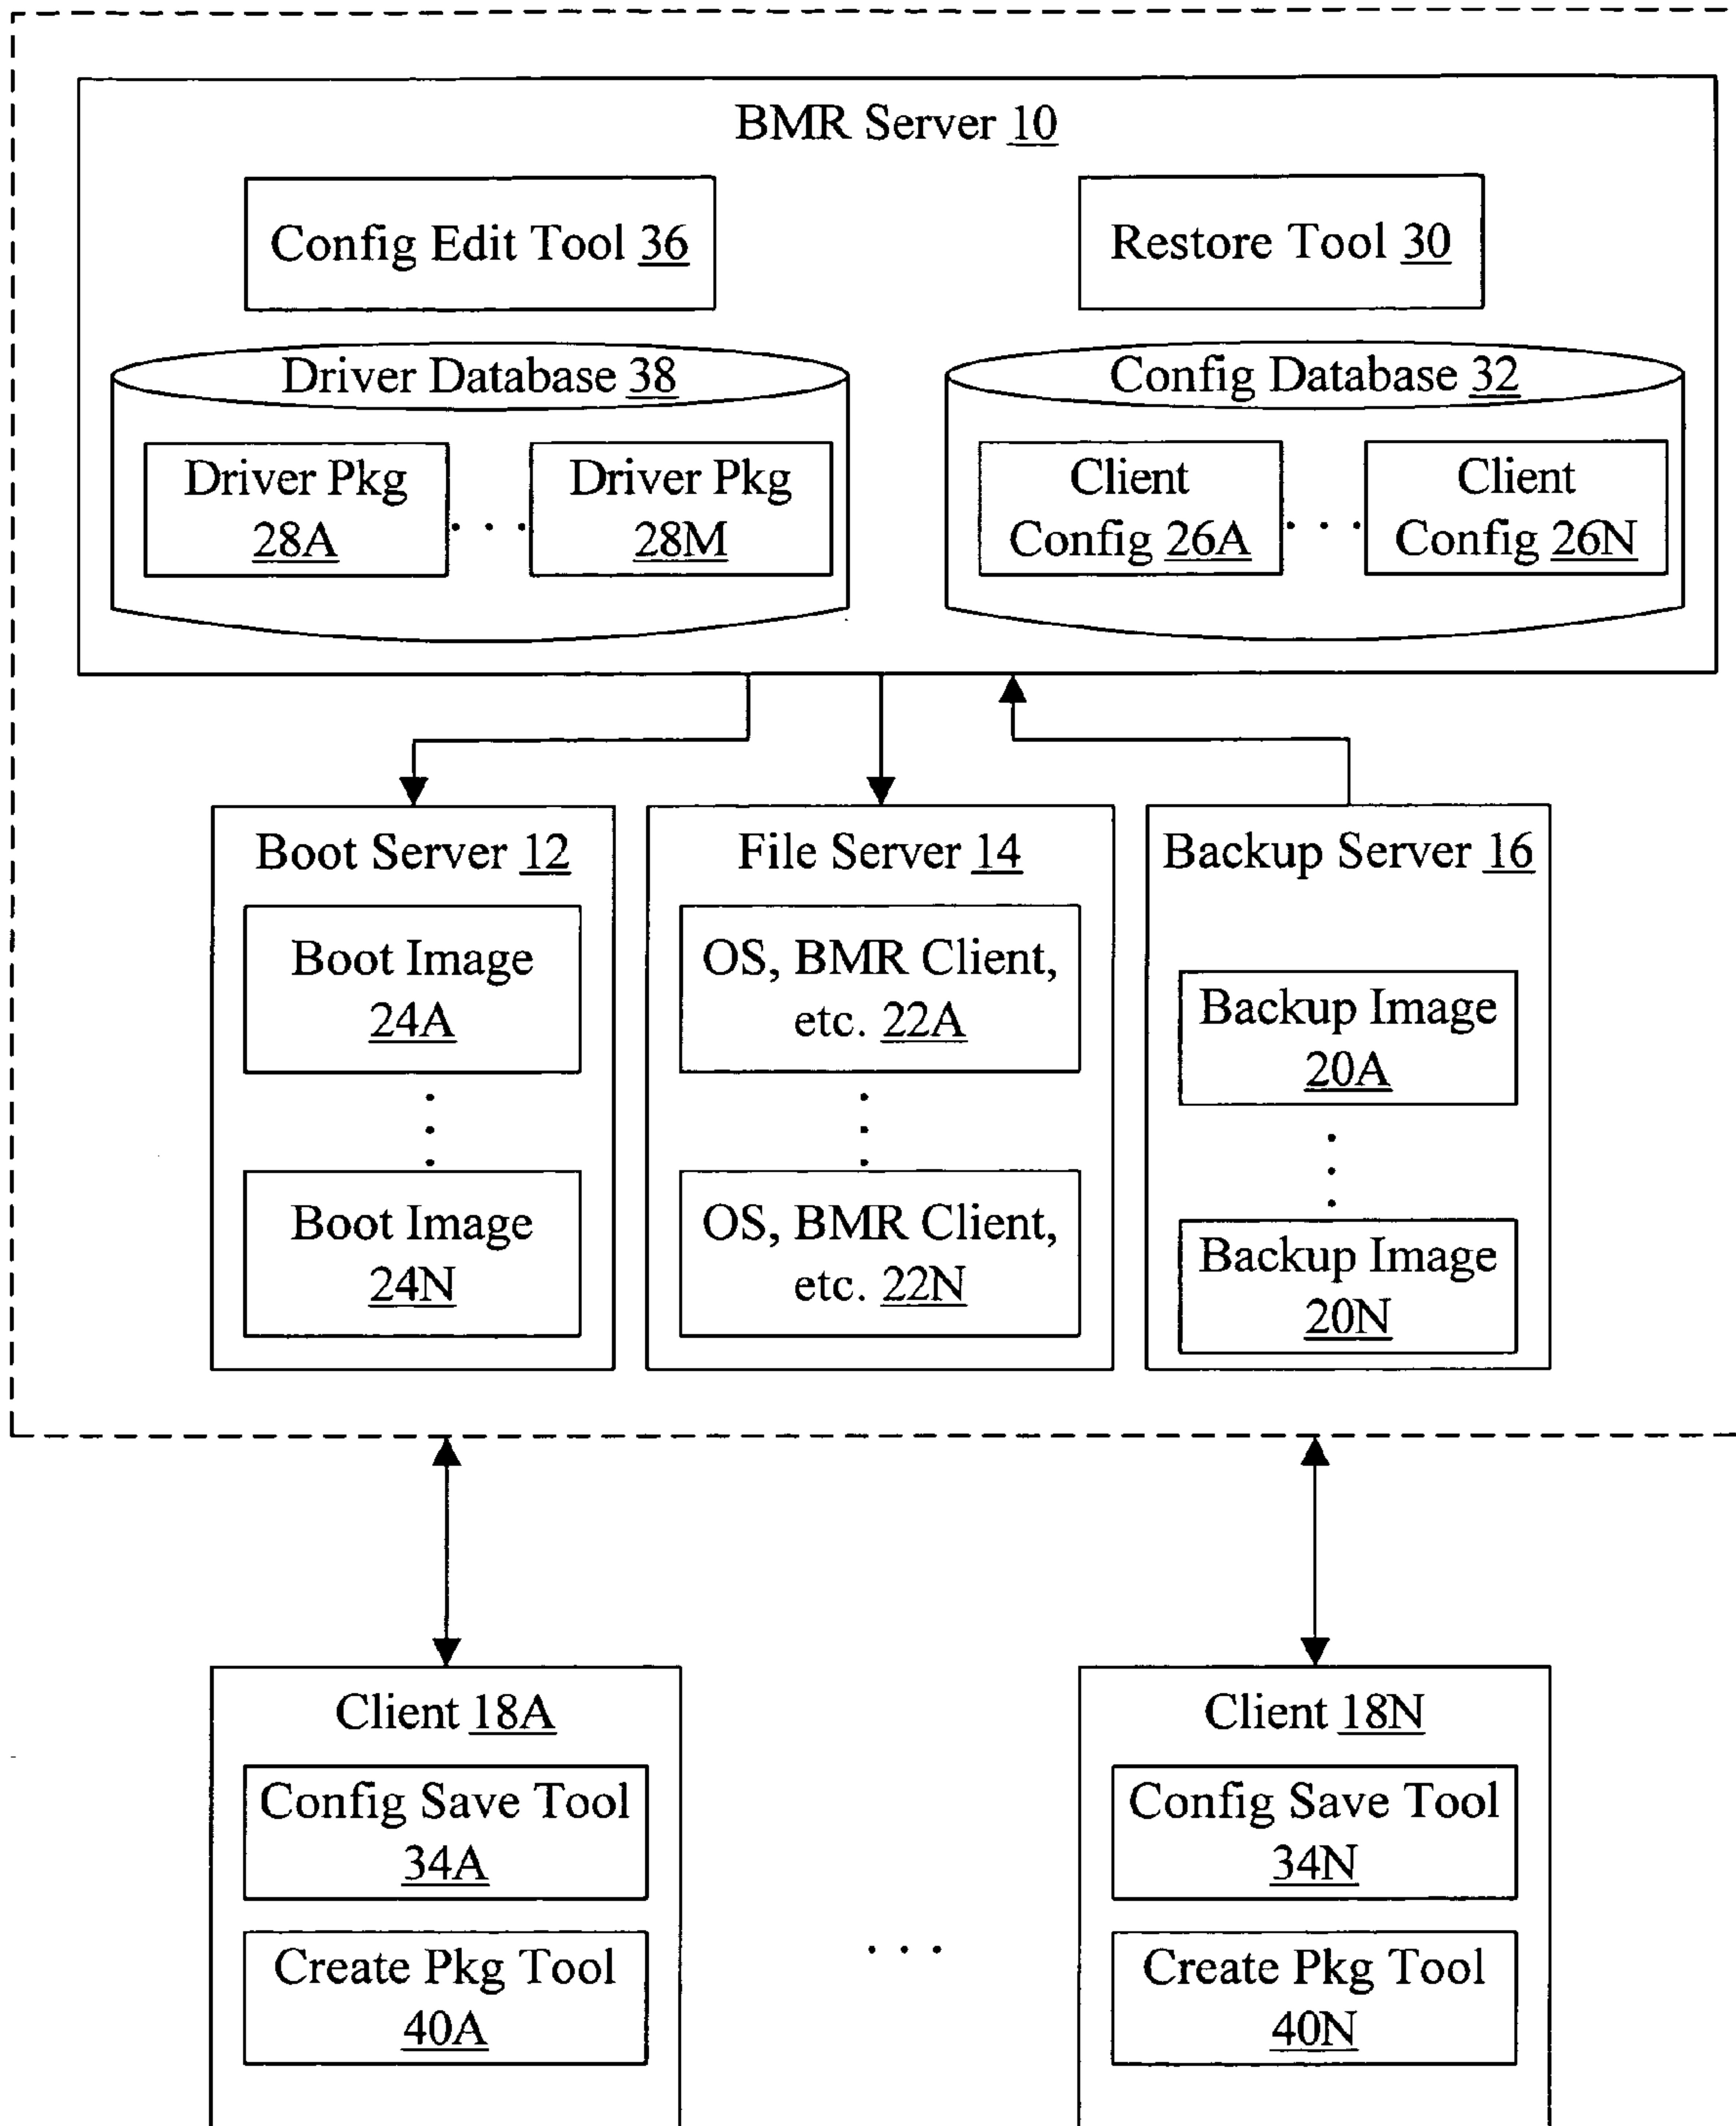 BMR Server 10
Config Edit Tool 36
Restore Tool 30
Driver Database 38
Driver Pkg
28A
. . .
Driver Pkg
28M
Config Database 32
Client
Config 26A
. . .
Client
Config 26N
Boot Server 12
Boot Image
24A
Boot Image
24N
File Server 14
OS, BMR Client,
etc. 22A
OS, BMR Client,
etc. 22N
Backup Server 16
Backup Image
20A
Backup Image
20N
Client 18A
Config Save Tool
34A
Create Pkg Tool
40A
. . .
Client 18N
Config Save Tool
34N
Create Pkg Tool
40N